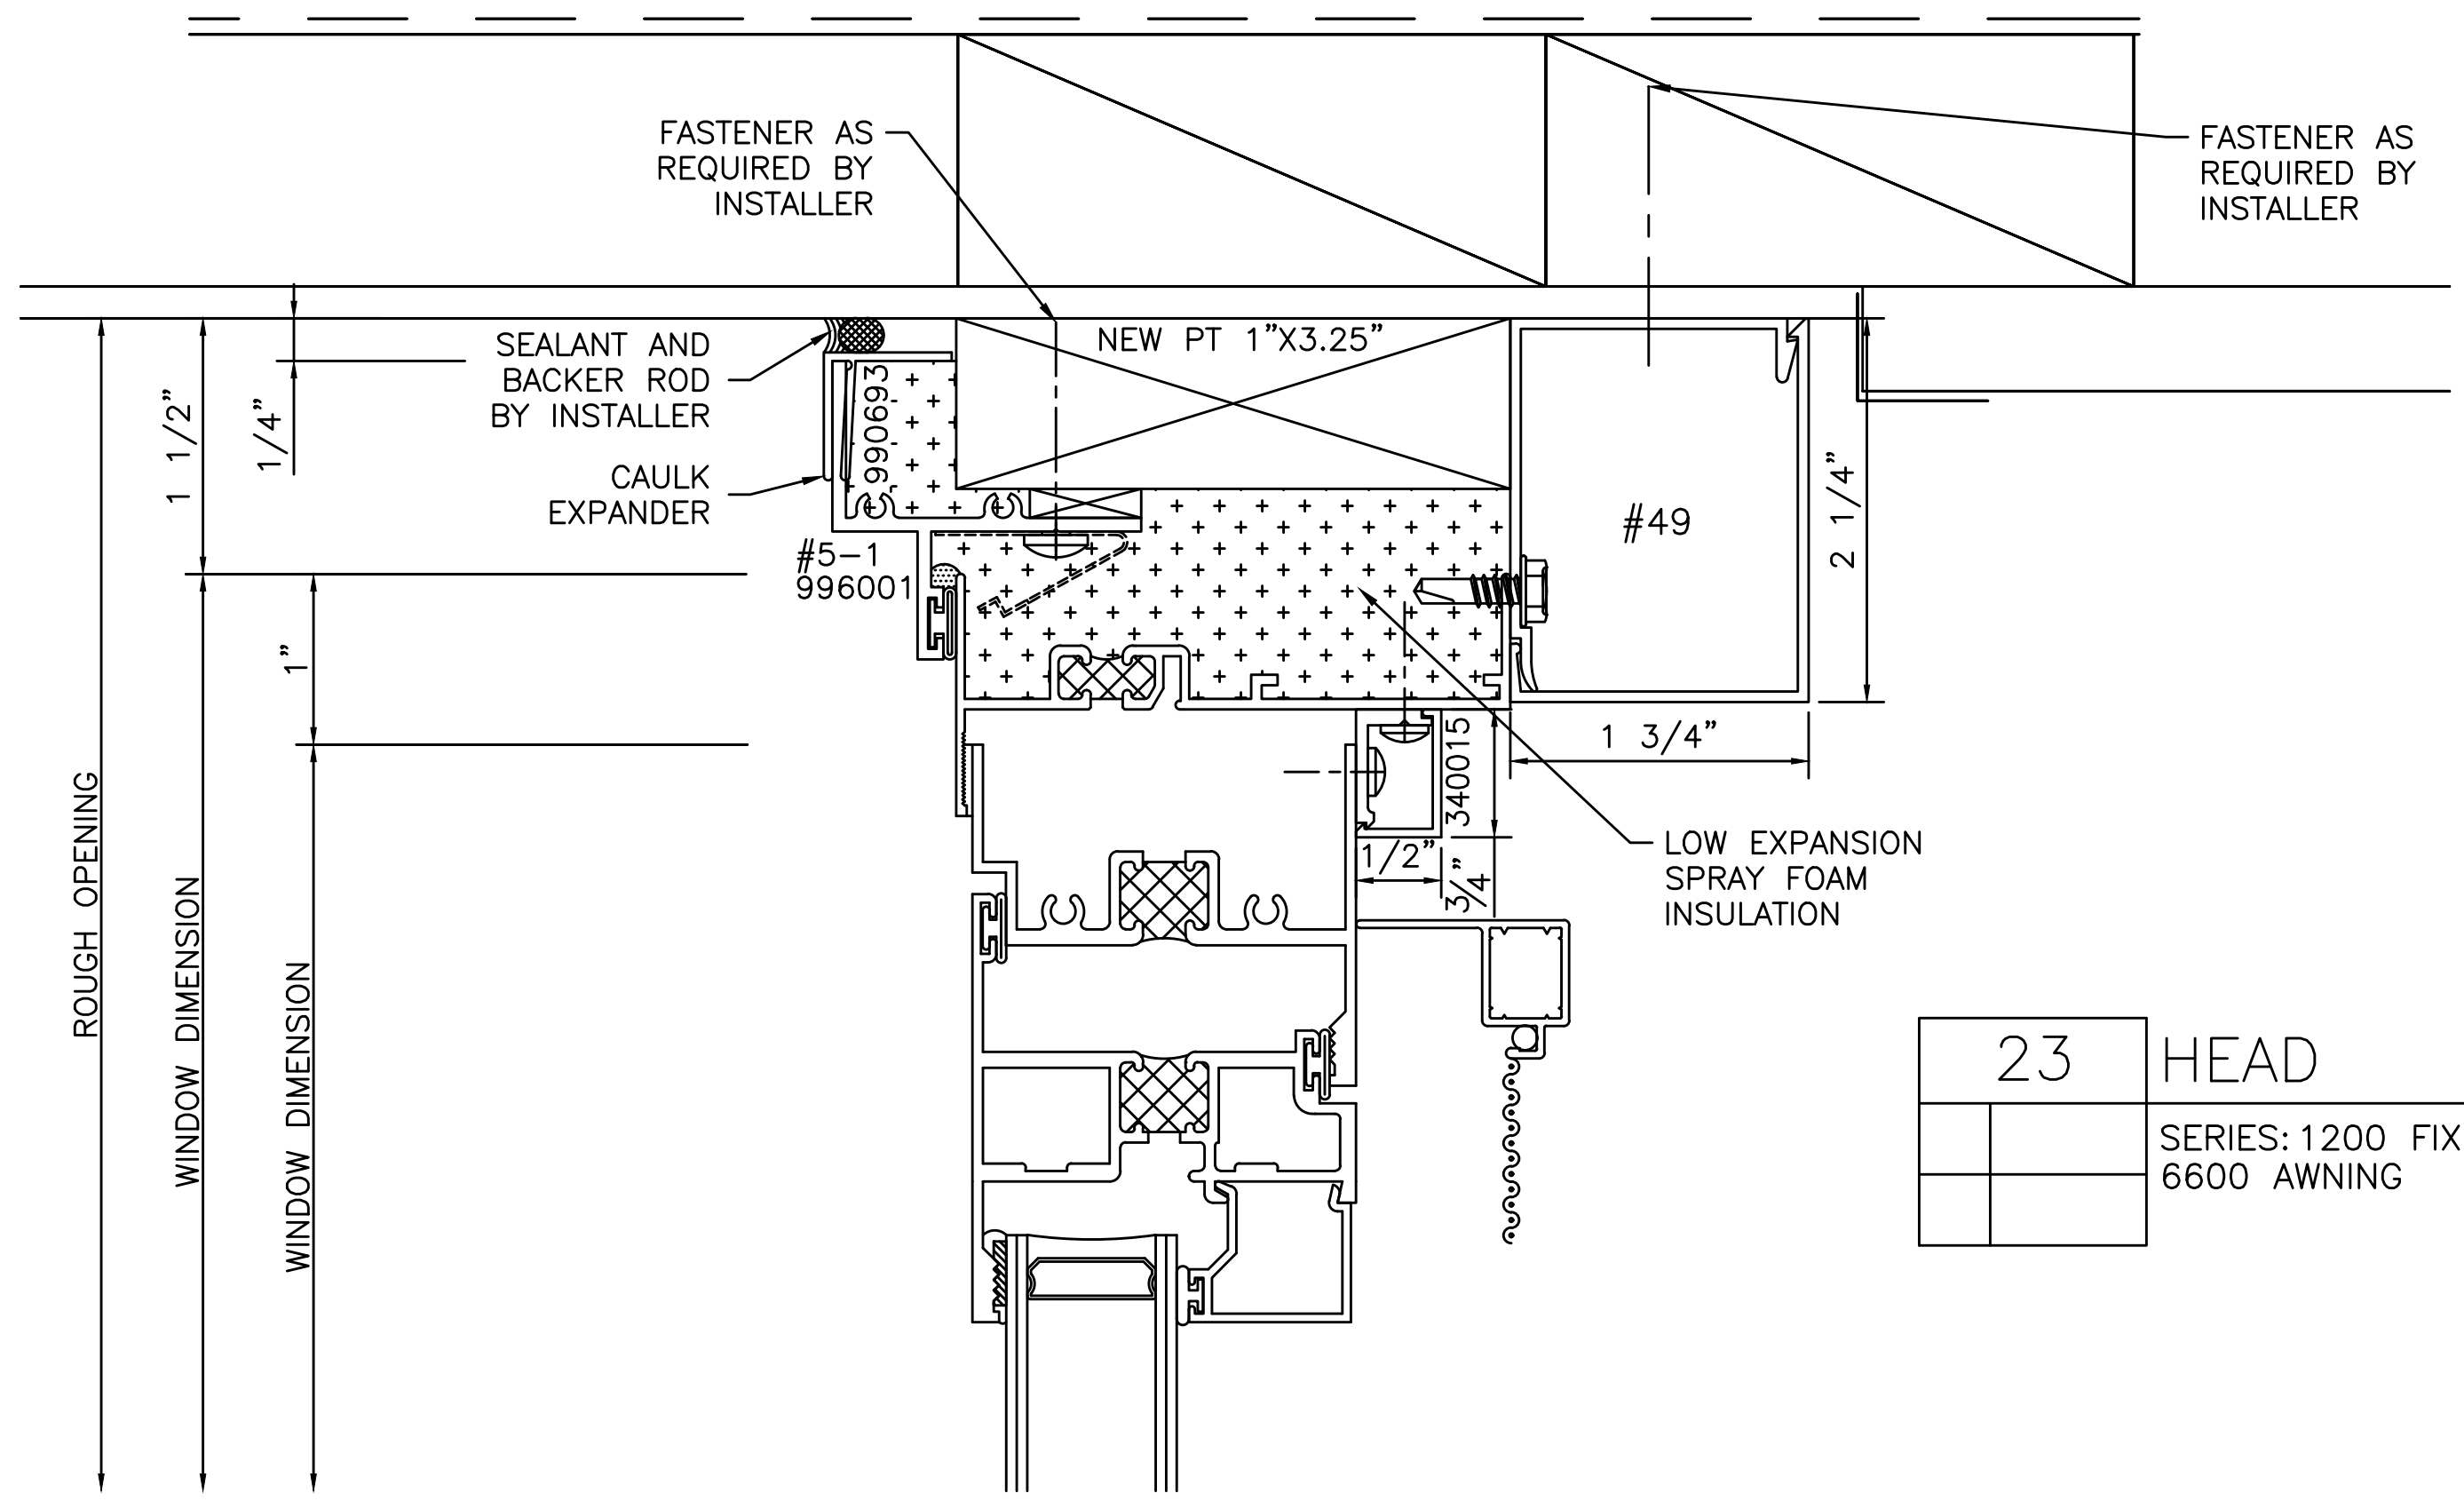 FASTENER AS
REQUIRED BY
INSTALLER
FASTENER AS
REQUIRED BY
INSTALLER
SEALANT AND
BACKER ROD
BY INSTALLER
NEW PT 1"X3.25"
990693
CAULK
EXPANDER
1 1/2"
1/4"
#49
2 1/4"
#5-1
996001
1"
1 3/4"
340015
1/2"
3/4"
LOW EXPANSION
SPRAY FOAM
INSULATION
ROUGH OPENING
WINDOW DIMENSION
WINDOW DIMENSION
23
HEAD
SERIES: 1200 FIX
6600 AWNING